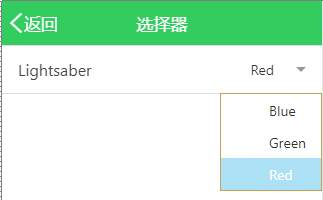 返回 选择器
Lightsaber Red
Blue
Green
Red